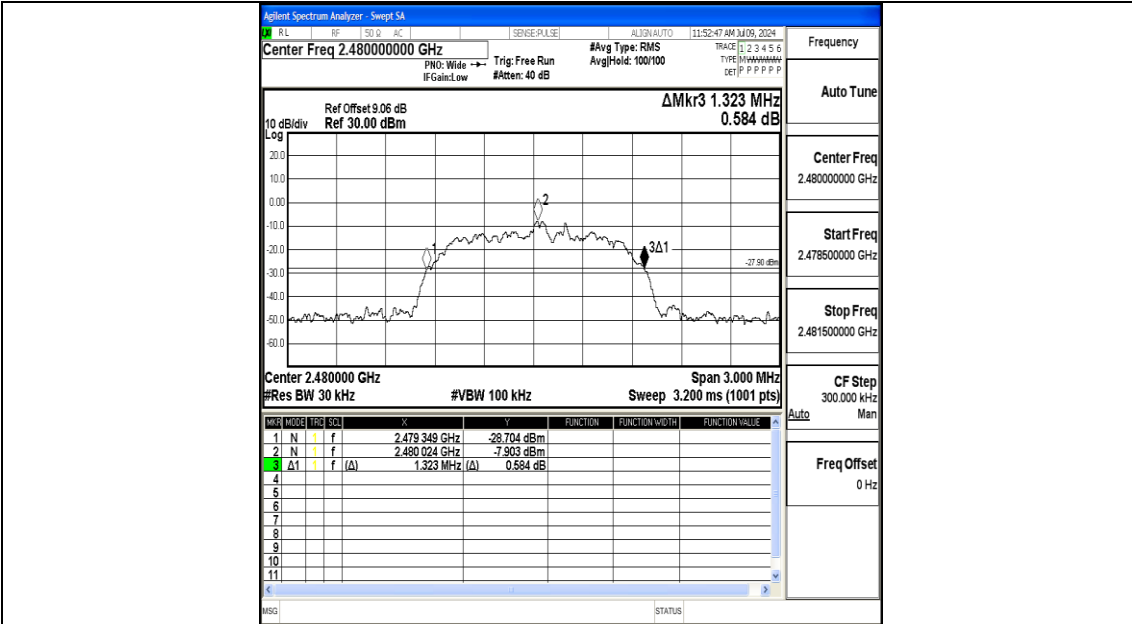 Agilent Spectrum Analyzer - Swept SA
RL RF 50 Ω AC SENSE:PULSE ALIGN AUTO 11:52:47 AM Jul 09, 2024
Center Freq 2.480000000 GHz
#Avg Type: RMS
TRACE 1 2 3 4 5 6
PNO: Wide
Trig: Free Run
Avg|Hold: 100/100
TYPE M
IFGain:Low
#Atten: 40 dB
DET P P P P P P
ΔMkr3 1.323 MHz
0.584 dB
Ref Offset 9.06 dB
10 dB/div Ref 30.00 dBm
Log
20.0
10.0
0.00
-10.0
-20.0
-30.0
-40.0
-50.0
-60.0
1
2
3Δ1
-27.90 dBm
Center 2.480000 GHz Span 3.000 MHz
#Res BW 30 kHz #VBW 100 kHz Sweep 3.200 ms (1001 pts)
MKR MODE TRC SCL X Y FUNCTION FUNCTION WIDTH FUNCTION VALUE
1 N 1 f 2.479 349 GHz -28.704 dBm
2 N 1 f 2.480 024 GHz -7.903 dBm
3 Δ1 1 f (Δ) 1.323 MHz (Δ) 0.584 dB
4
5
6
7
8
9
10
11
MSG STATUS
Frequency
Auto Tune
Center Freq
2.480000000 GHz
Start Freq
2.478500000 GHz
Stop Freq
2.481500000 GHz
CF Step
300.000 kHz
Auto Man
Freq Offset
0 Hz